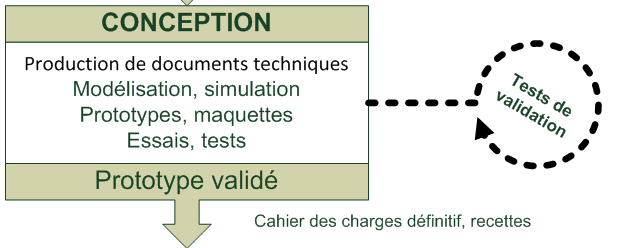 CONCEPTION
Production de documents techniques
Modélisation, simulation
Prototypes, maquettes
Essais, tests
Tests de
validation
Prototype validé
Cahier des charges définitif, recettes